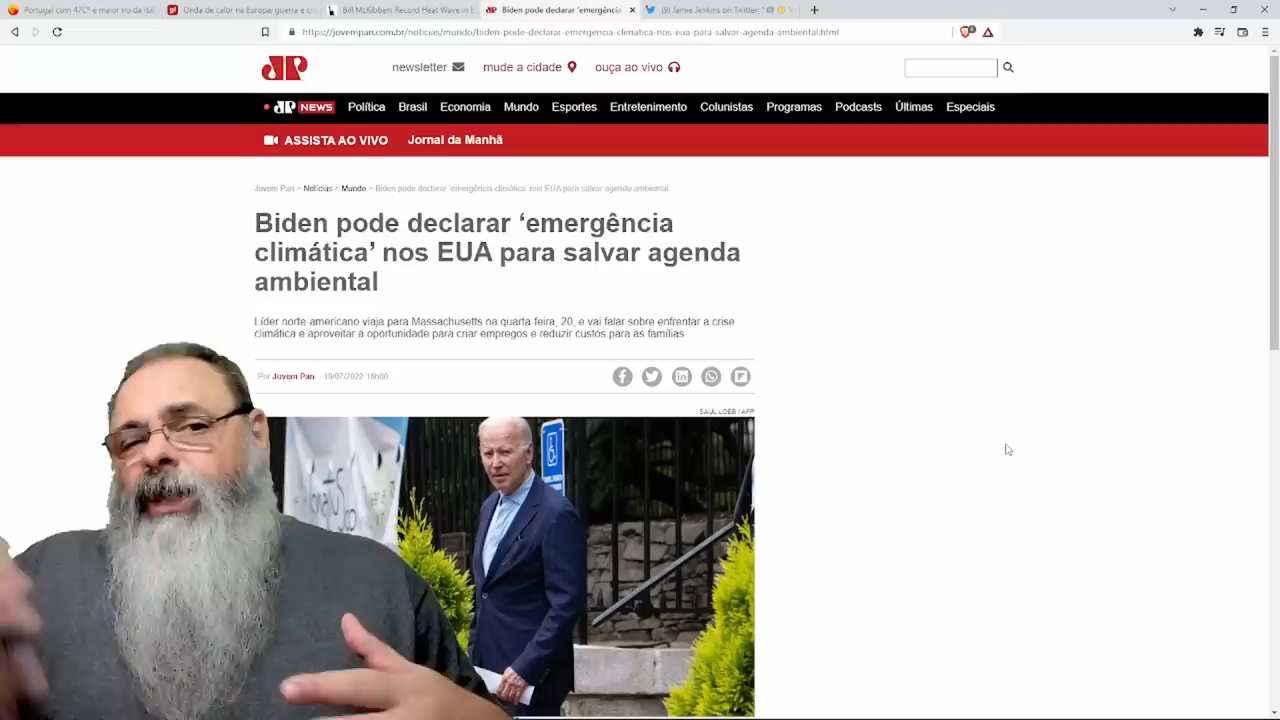 Portugal com 47ºC e maior rio da Itáli
Onda de calor na Europa: guerra e cr
Bill McKibben: Record Heat Wave in E
Biden pode declarar 'emergência
(9) Jamie Jenkins on Twitter: "
https://jovempan.com.br/noticias/mundo/biden-pode-declarar-emergencia-climatica-nos-eua-para-salvar-agenda-ambiental.html
JP
newsletter
mude a cidade
ouça ao vivo
JP NEWS Política Brasil Economia Mundo Esportes Entretenimento Colunistas Programas Podcasts Últimas Especiais
ASSISTA AO VIVO Jornal da Manhã
Jovem Pan > Notícias > Mundo > Biden pode declarar 'emergência climática' nos EUA para salvar agenda ambiental
Biden pode declarar ‘emergência
climática’ nos EUA para salvar agenda
ambiental
Líder norte-americano viaja para Massachusetts na quarta-feira, 20, e vai falar sobre enfrentar a crise
climática e aproveitar a oportunidade para criar empregos e reduzir custos para as famílias
Por Jovem Pan 19/07/2022 16h00
SAUL LOEB / AFP